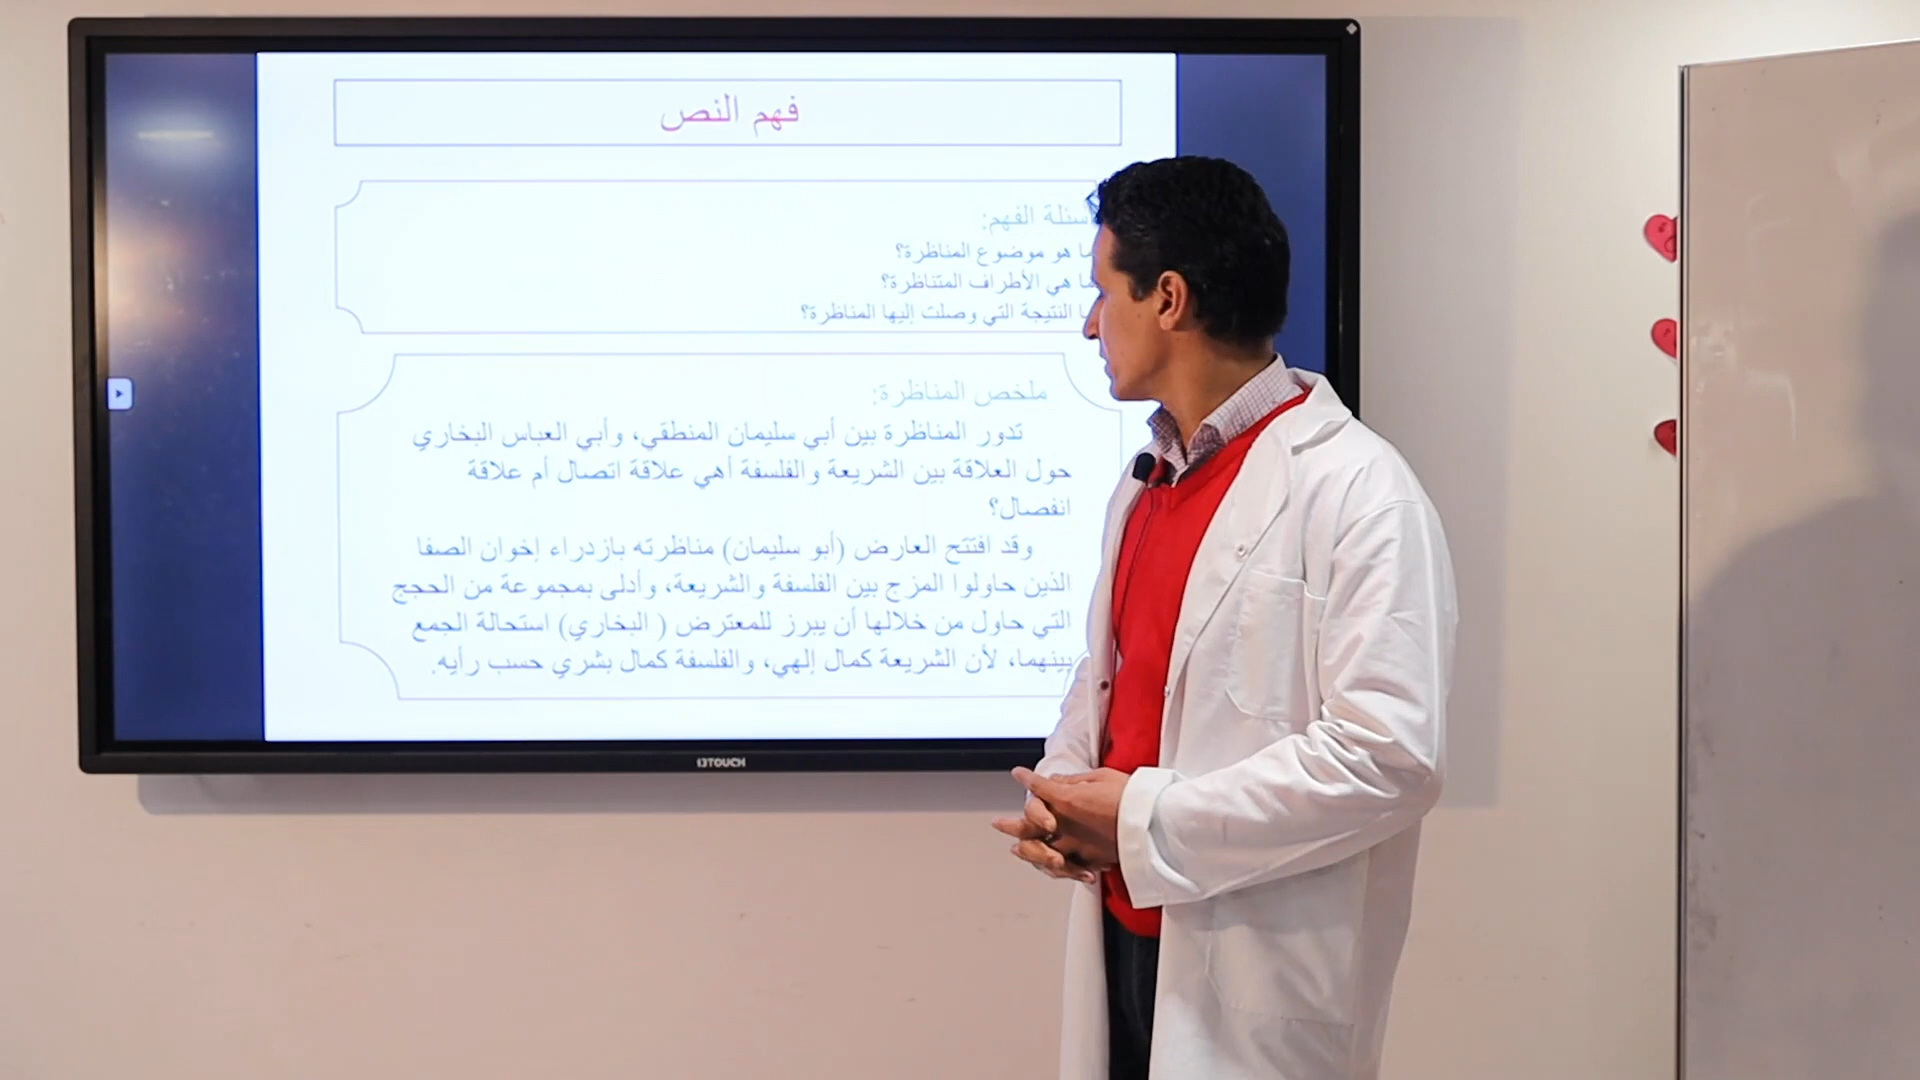 فهم النص
أسئلة الفهم:
ما هو موضوع المناظرة؟
ما هي الأطراف المتناظرة؟
ما النتيجة التي وصلت إليها المناظرة؟
ملخص المناظرة:
تدور المناظرة بين أبي سليمان المنطقي، وأبي العباس البخاري
حول العلاقة بين الشريعة والفلسفة أهي علاقة اتصال أم علاقة
انفصال؟
وقد افتتح العارض (أبو سليمان) مناظرته بازدراء إخوان الصفا
الذين حاولوا المزج بين الفلسفة والشريعة، وأدلى بمجموعة من الحجج
التي حاول من خلالها أن يبرز للمعترض ( البخاري) استحالة الجمع
بينهما، لأن الشريعة كمال إلهي، والفلسفة كمال بشري حسب رأيه.
i3TOUCH